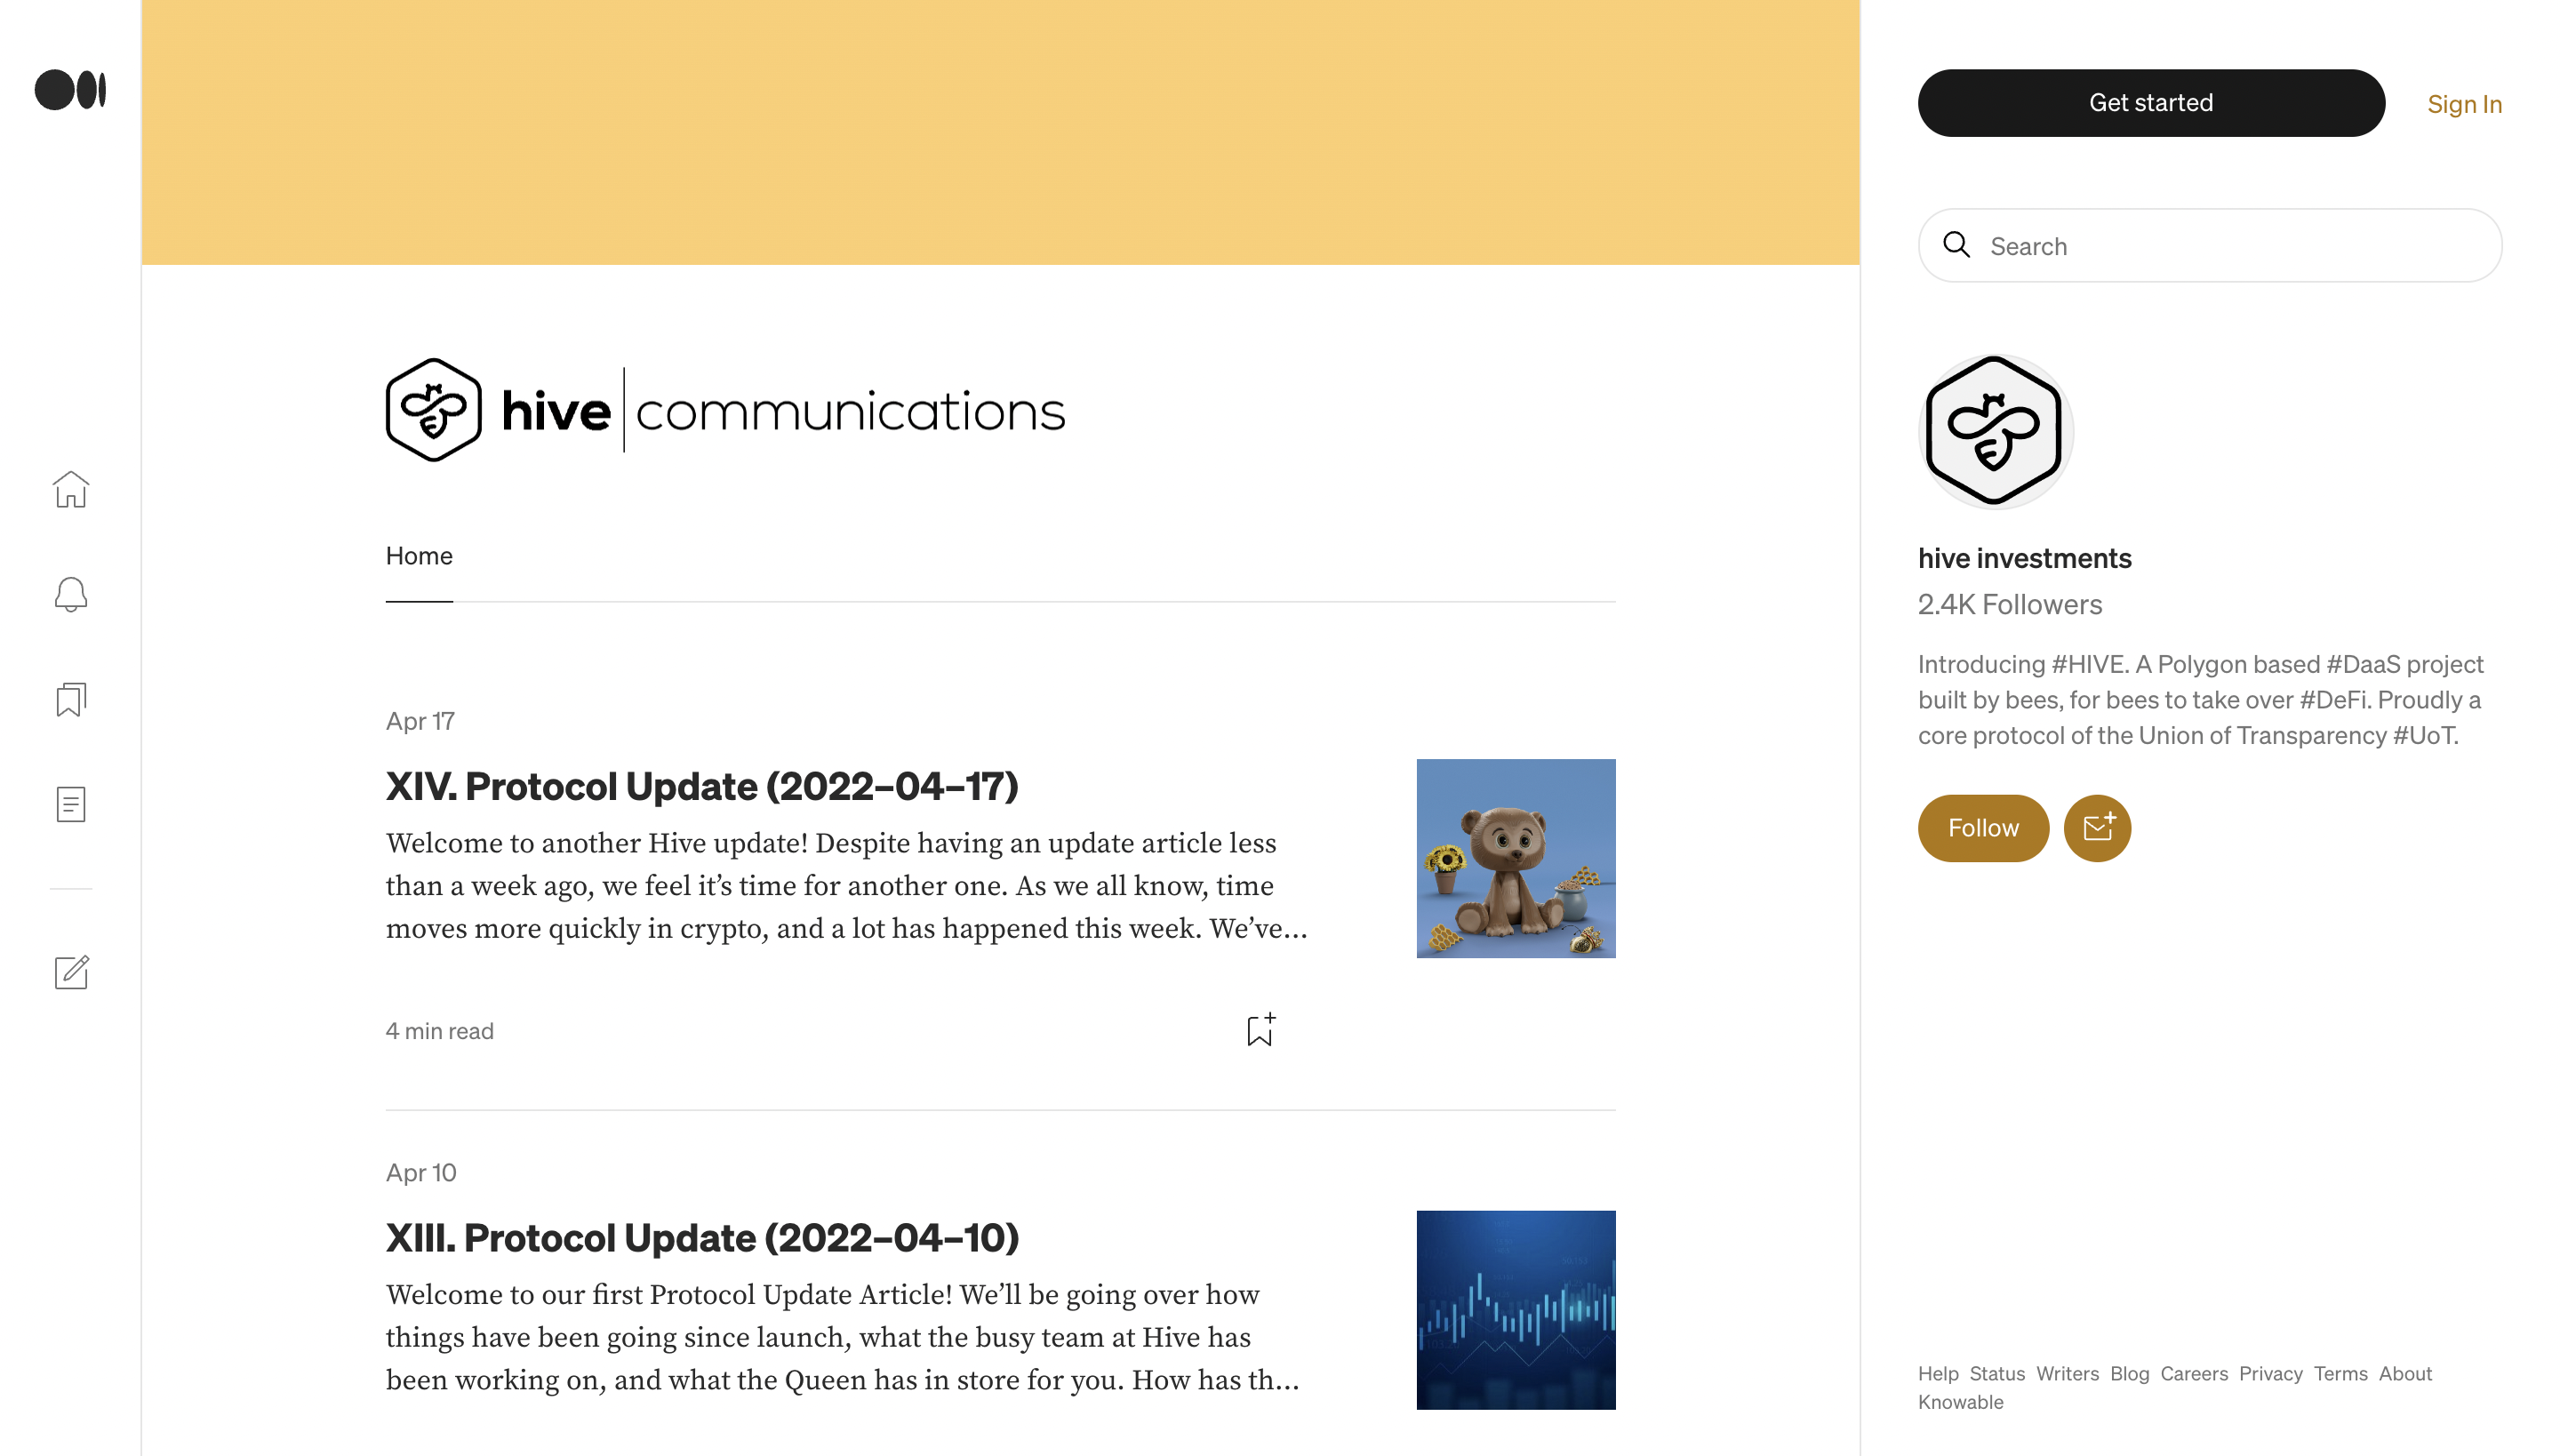 Get started
Sign In
Search
hive communications
Home
Apr 17
XIV. Protocol Update (2022–04–17)
Welcome to another Hive update! Despite having an update article less
than a week ago, we feel it’s time for another one. As we all know, time
moves more quickly in crypto, and a lot has happened this week. We’ve…
4 min read
Apr 10
XIII. Protocol Update (2022–04–10)
Welcome to our first Protocol Update Article! We’ll be going over how
things have been going since launch, what the busy team at Hive has
been working on, and what the Queen has in store for you. How has th…
hive investments
2.4K Followers
Introducing #HIVE. A Polygon based #DaaS project
built by bees, for bees to take over #DeFi. Proudly a
core protocol of the Union of Transparency #UoT.
Follow
Help Status Writers Blog Careers Privacy Terms About
Knowable